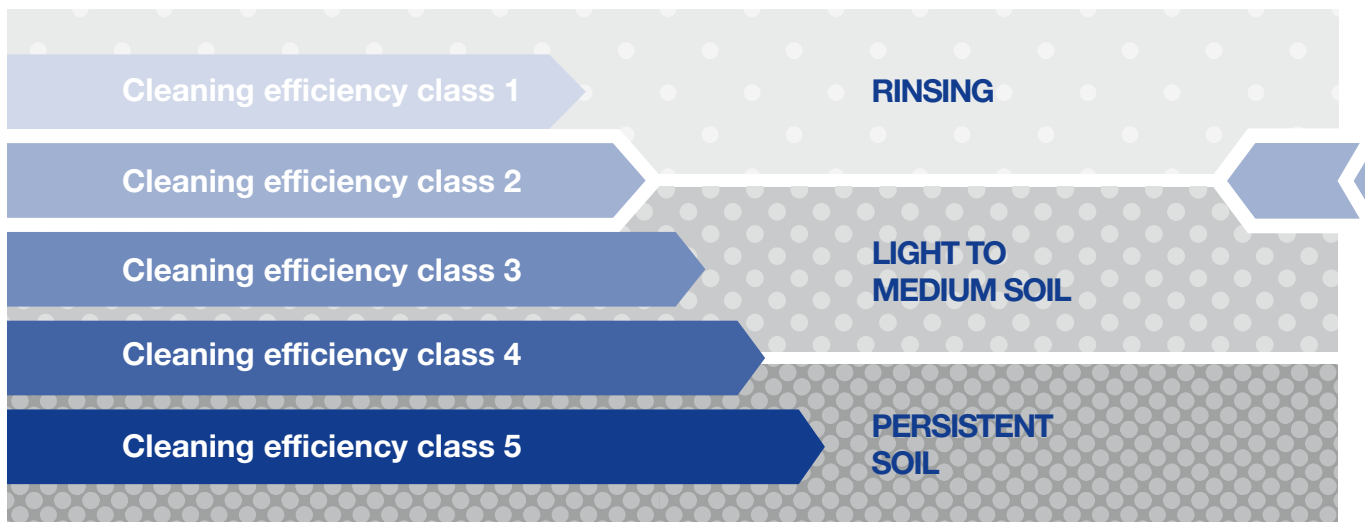 Cleaning efficiency class 1
RINSING
Cleaning efficiency class 2
Cleaning efficiency class 3
LIGHT TO
MEDIUM SOIL
Cleaning efficiency class 4
Cleaning efficiency class 5
PERSISTENT
SOIL